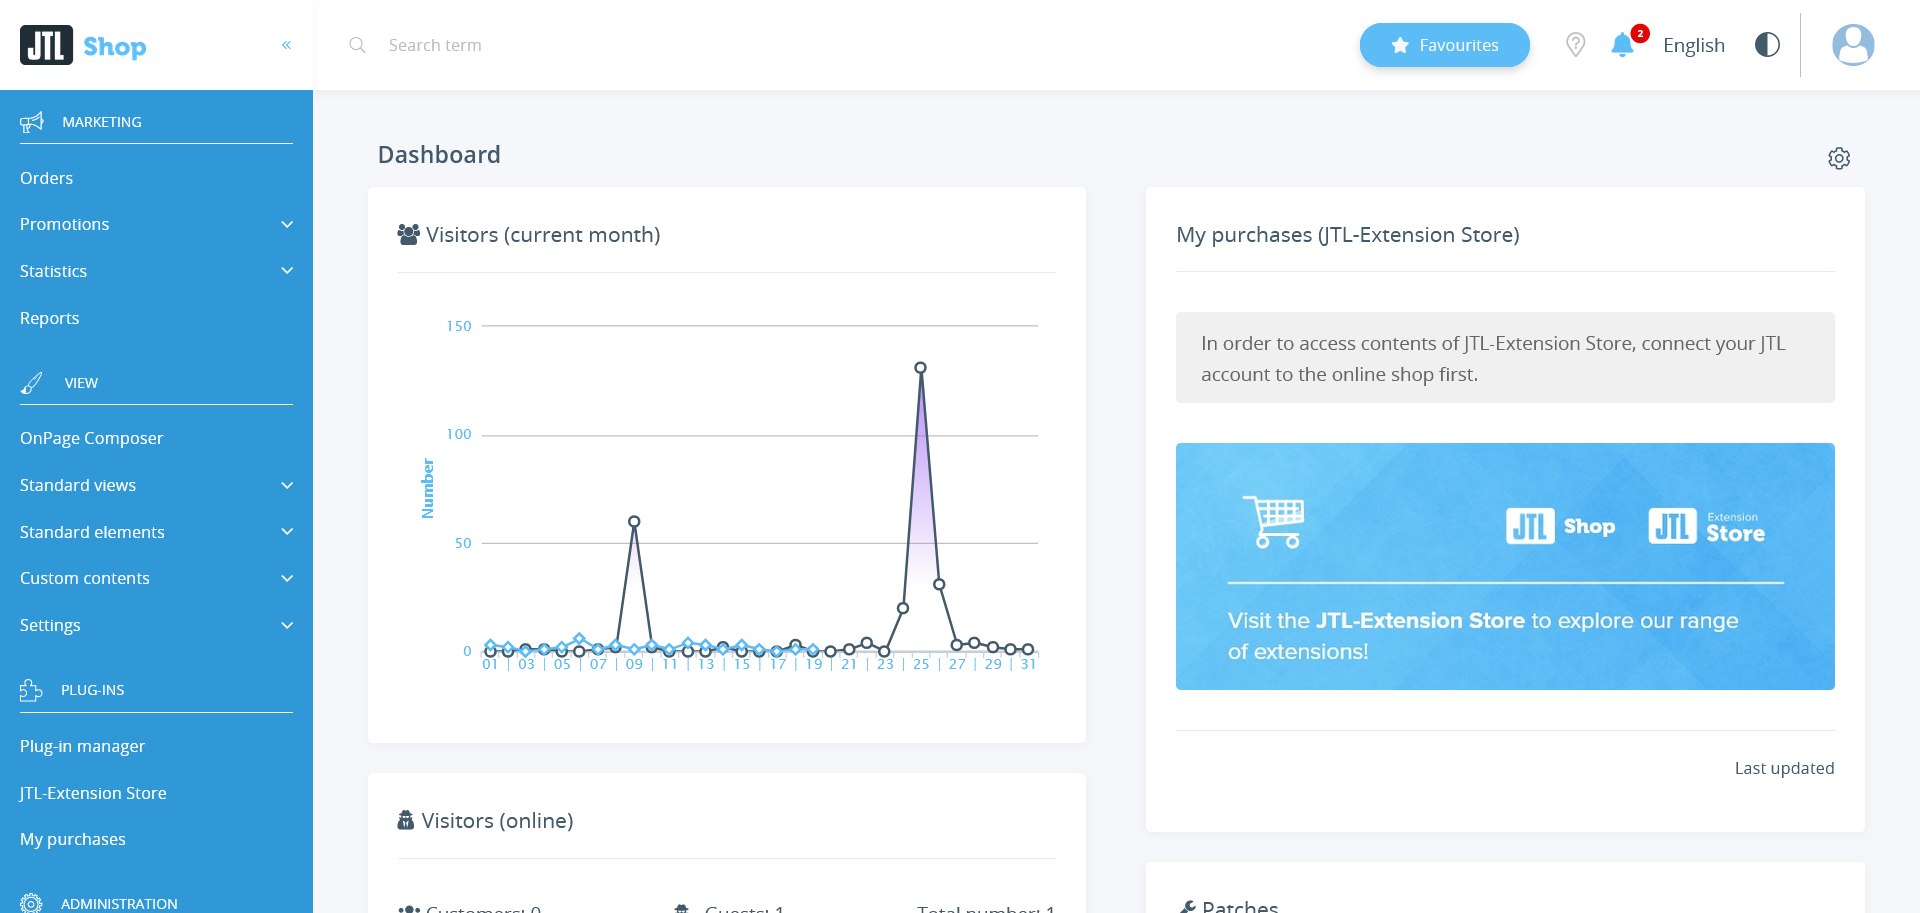 JTL Shop
«
Search term
Favourites
2
English
MARKETING
Orders
Promotions
Statistics
Reports
VIEW
OnPage Composer
Standard views
Standard elements
Custom contents
Settings
PLUG-INS
Plug-in manager
JTL-Extension Store
My purchases
ADMINISTRATION
Dashboard
Visitors (current month)
150
100
50
0
Number
01 | 03 | 05 | 07 | 09 | 11 | 13 | 15 | 17 | 19 | 21 | 23 | 25 | 27 | 29 | 31
Visitors (online)
Customers: 0 Guests: 1 Total number: 1
My purchases (JTL-Extension Store)
In order to access contents of JTL-Extension Store, connect your JTL
account to the online shop first.
JTL Shop JTL Extension Store
Visit the JTL-Extension Store to explore our range
of extensions!
Last updated
Patches